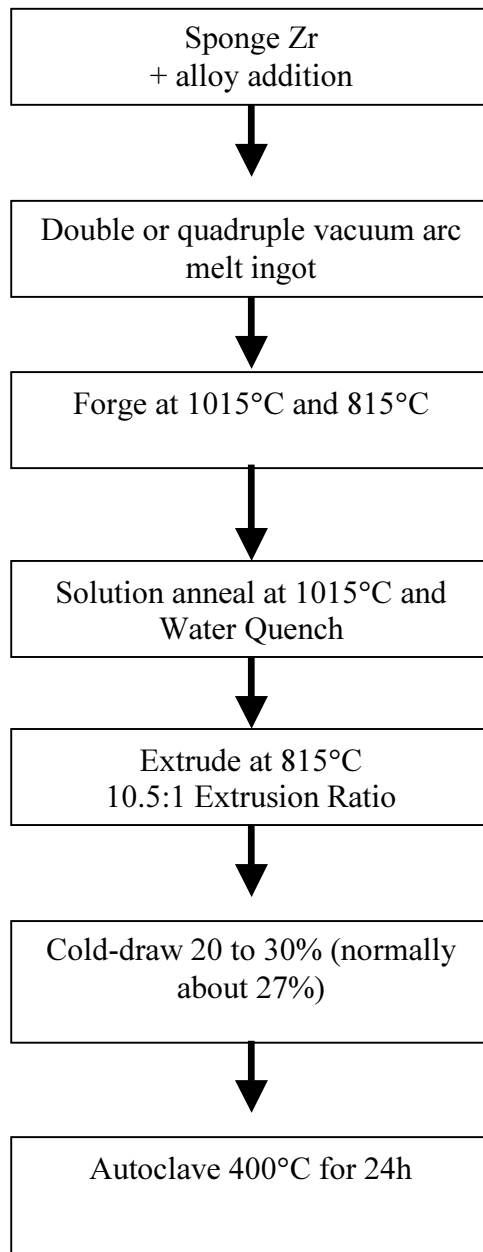 Sponge Zr
+ alloy addition
Double or quadruple vacuum arc
melt ingot
Forge at 1015°C and 815°C
Solution anneal at 1015°C and
Water Quench
Extrude at 815°C
10.5:1 Extrusion Ratio
Cold-draw 20 to 30% (normally
about 27%)
Autoclave 400°C for 24h